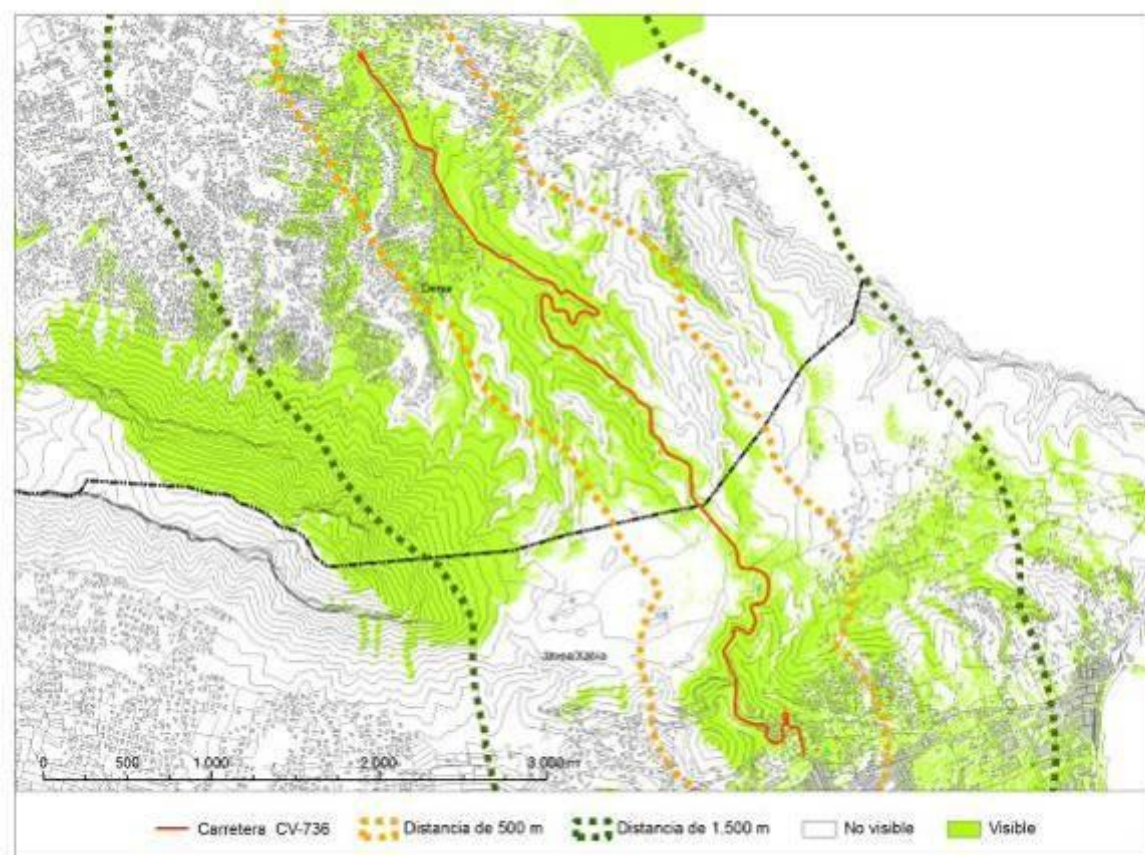 Denia
Jávea/Xàbia
0 500 1.000 2.000 3.000 m
Carretera CV-736 Distancia de 500 m Distancia de 1.500 m No visible Visible